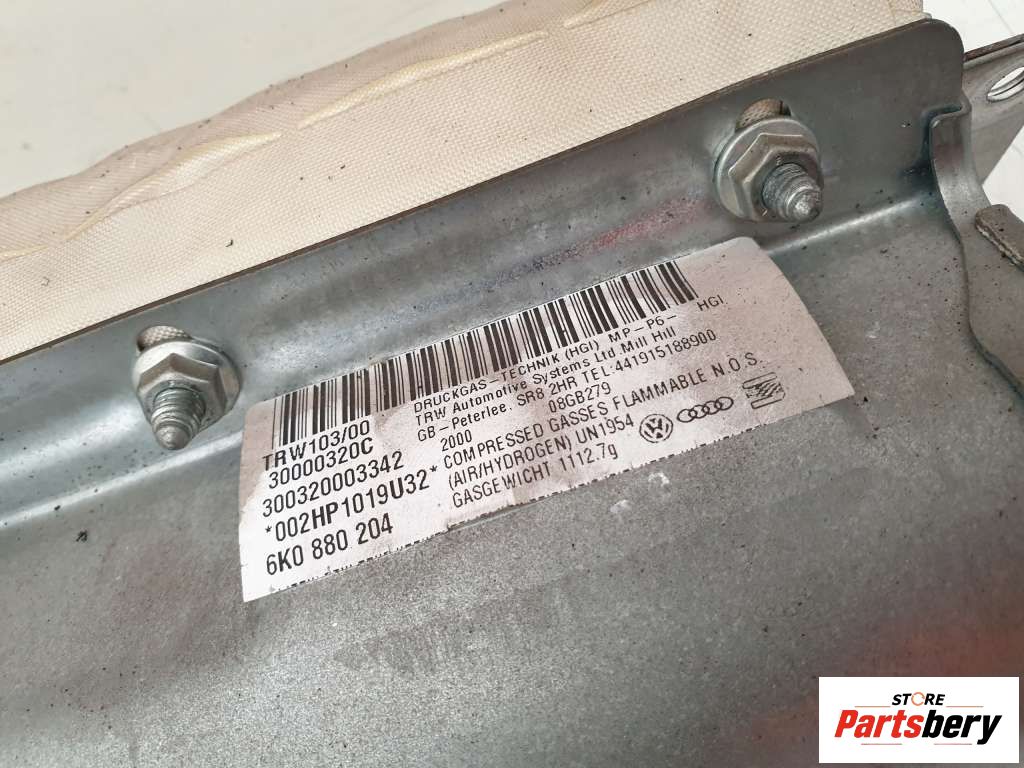 DRUCKGAS-TECHNIK (HGI) MP-P6- HGI
TRW Automotive Systems Ltd. Mill Hill
GB-Peterlee. SR8 2HR TEL:441915188900
2000 08GB279
COMPRESSED GASSES FLAMMABLE N.O.S.
(AIR/HYDROGEN) UN1954
GASGEWICHT 1112.7g
TRW103/00
30000320C
300320003342
*002HP1019U32*
6K0 880 204
STORE
Partsbery